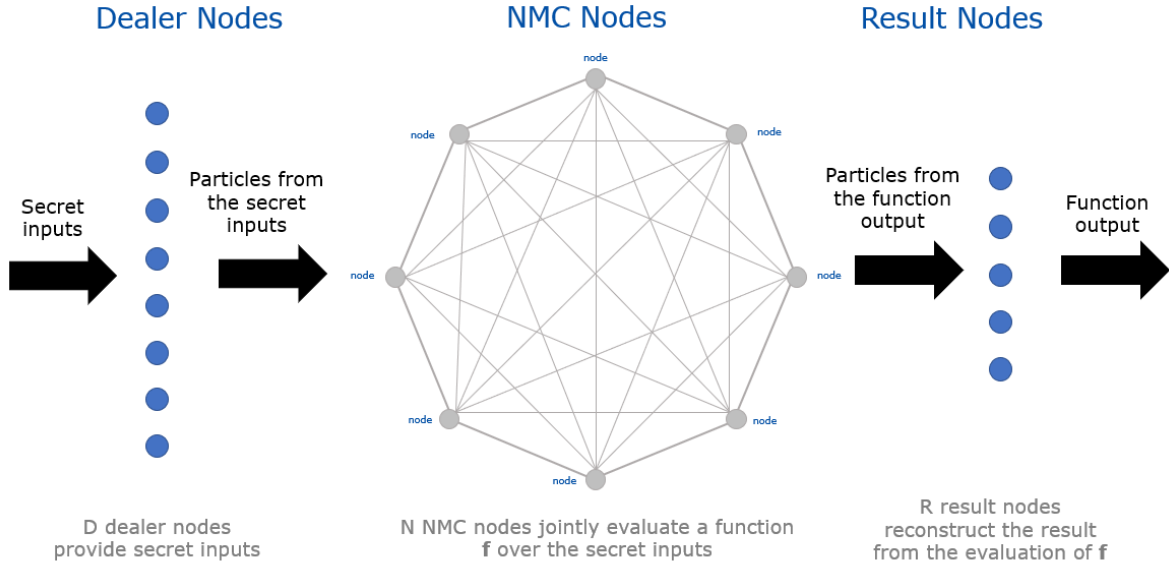 Dealer Nodes
NMC Nodes
Result Nodes
node
node
node
node
node
node
node
node
Secret
inputs
Particles from
the secret
inputs
Particles from
the function
output
Function
output
D dealer nodes
provide secret inputs
N NMC nodes jointly evaluate a function
f over the secret inputs
R result nodes
reconstruct the result
from the evaluation of f